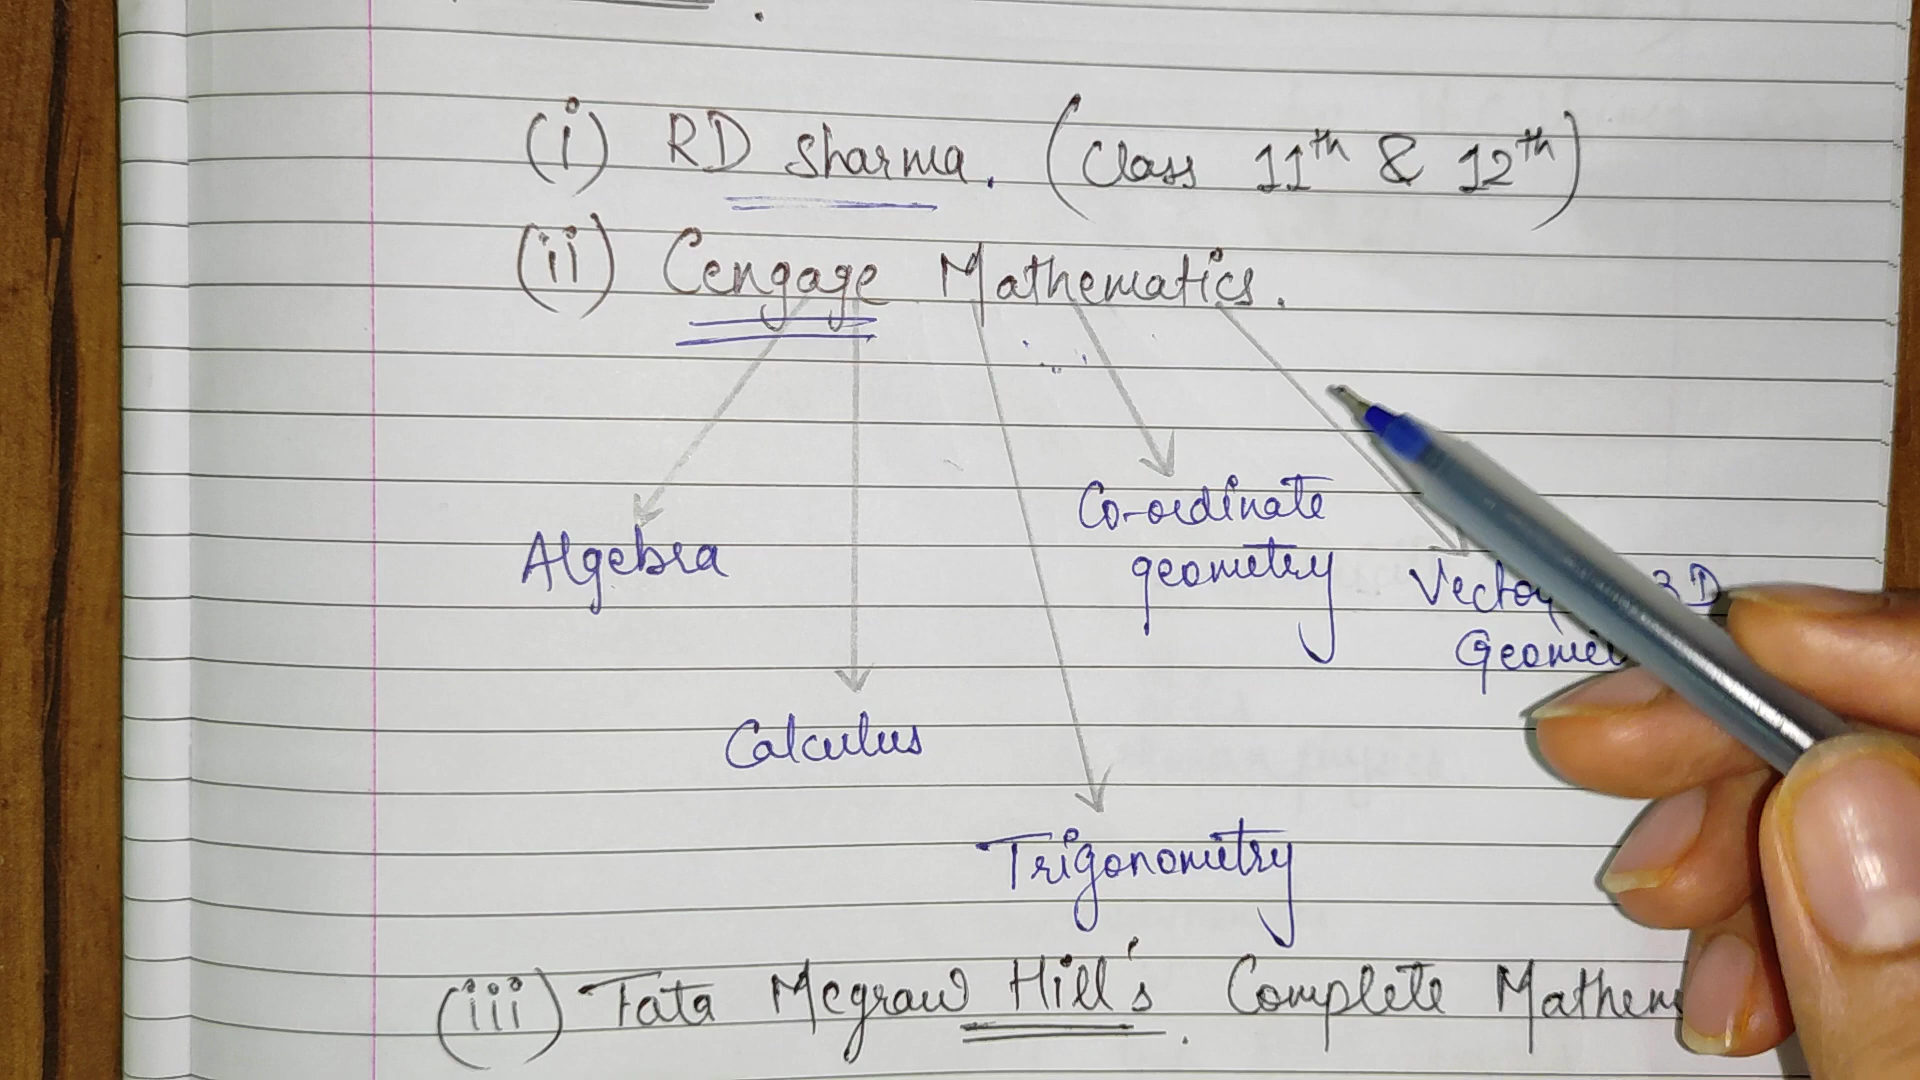 (i) RD Sharma. (Class 11th & 12th)
(ii) Cengage Mathematics.
Algebra
Co-ordinate
geometry
3D
Calculus
Trigonometry
(iii) Tata Mcgraw Hill's. Complete